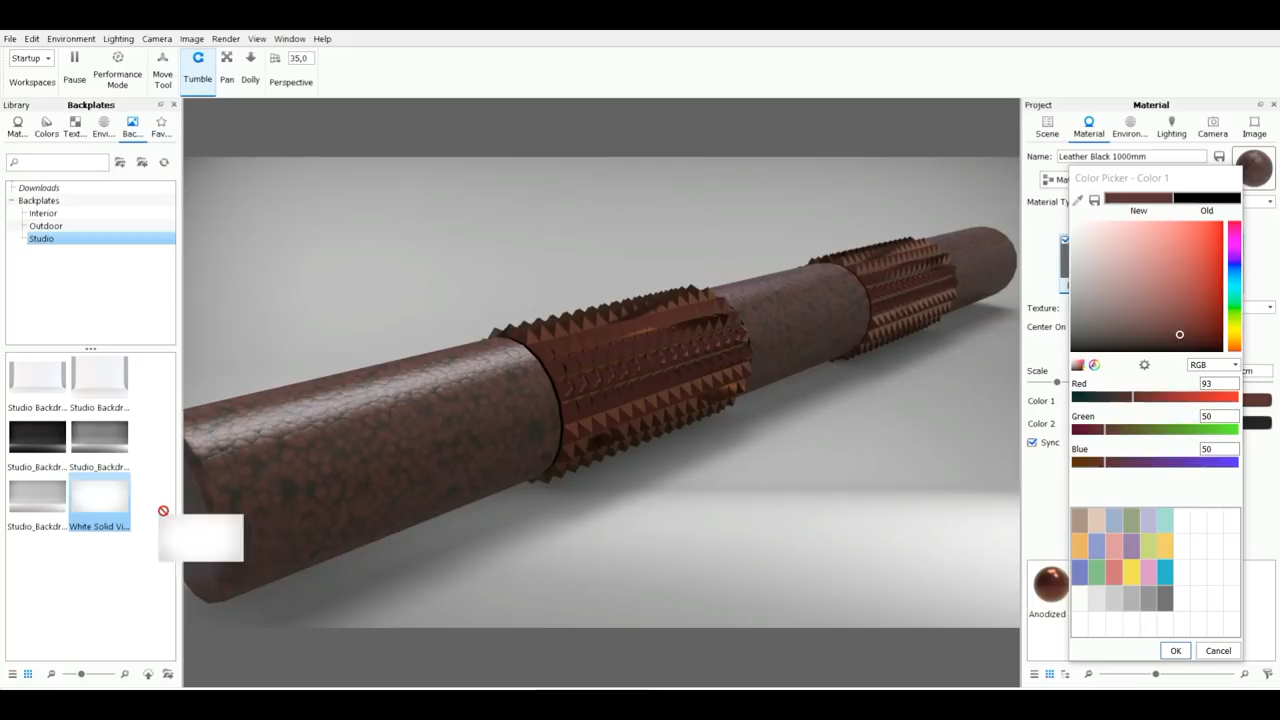 File Edit Environment Lighting Camera Image Render View Window Help
Startup
35,0
Workspaces Pause Performance Mode Move Tool Tumble Pan Dolly Perspective
Library Backplates
Mat... Colors Text... Envi... Bac... Fav...
Downloads
Backplates
Interior
Outdoor
Studio
Studio Backdr... Studio Backdr...
Studio_Backdr... Studio_Backdr...
Studio_Backdr... White Solid Vi...
Project Material
Scene Material Environ... Lighting Camera Image
Name: Leather Black 1000mm
Mat
Material Ty
Texture:
Center On
Scale
cm
Color 1
Color 2
Sync
Anodized
Color Picker - Color 1
New Old
RGB
Red 93
Green 50
Blue 50
OK Cancel